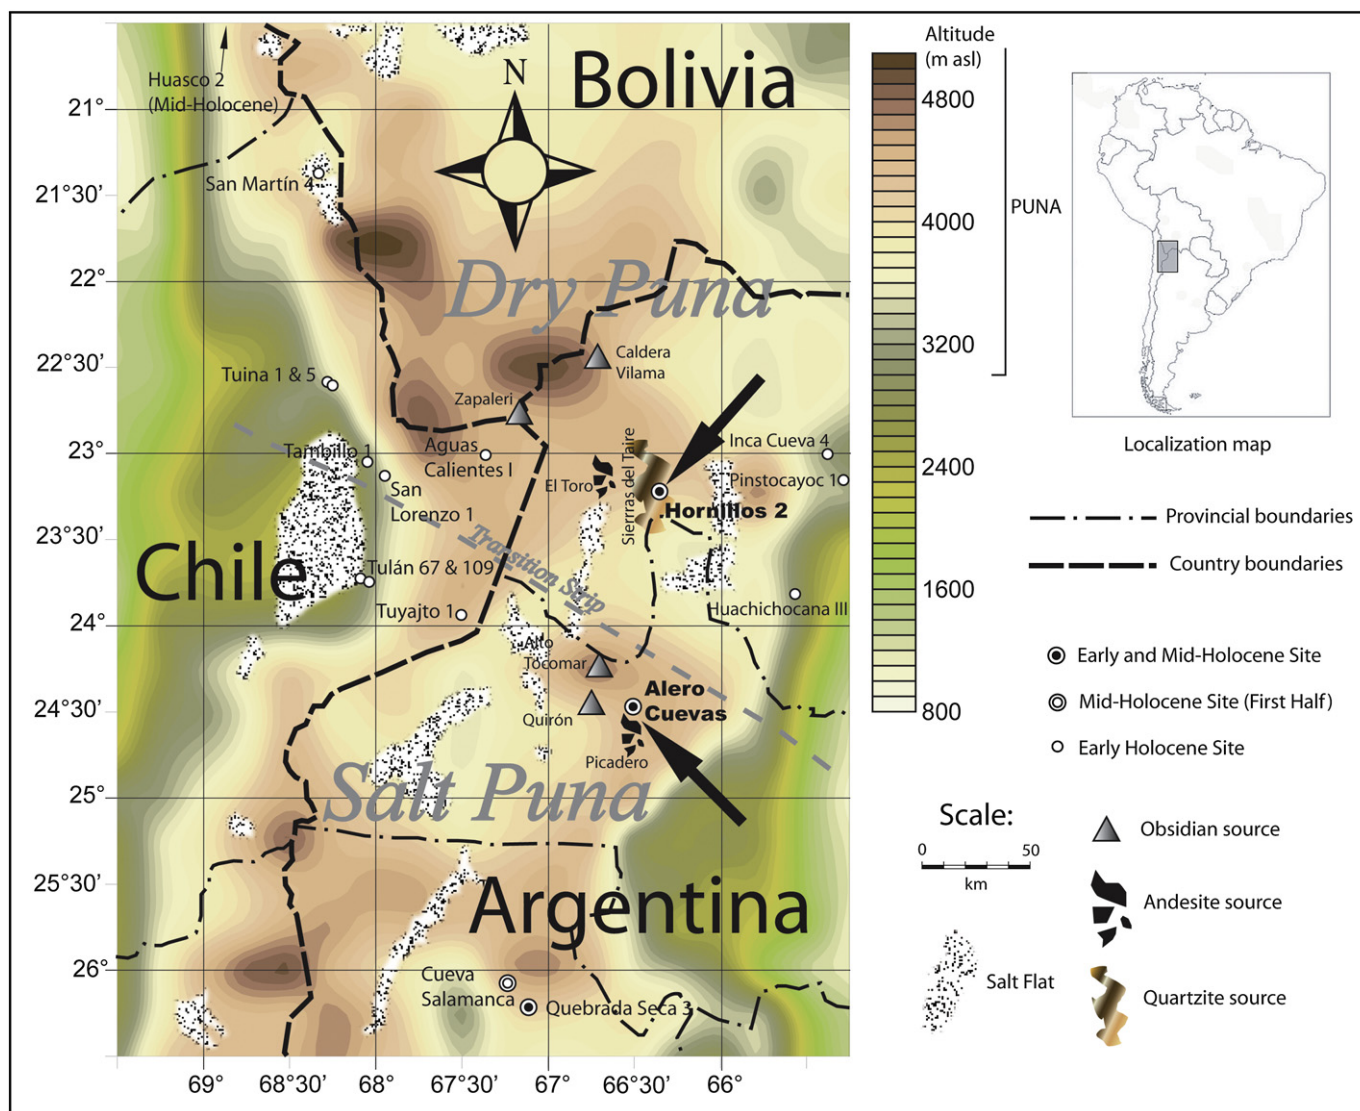 Bolivia
N
Huasco 2
(Mid-Holocene)
San Martín 4
Dry Puna
Caldera
Vilama
Zapaleri
Tuina 1 & 5
Tambillo 1
Aguas
Calientes I
San
Lorenzo 1
El Toro
Sierrras del Taire
Inca Cueva 4
Pinstocayoc 1
Hornillos 2
Chile
Transition Strip
Tulán 67 & 109
Tuyajto 1
Huachichocana III
Alto
Tocomar
Quirón
Alero
Cuevas
Picadero
Salt Puna
Argentina
Cueva
Salamanca
Quebrada Seca 3
21°
21°30'
22°
22°30'
23°
23°30'
24°
24°30'
25°
25°30'
26°
69°
68°30'
68°
67°30'
67°
66°30'
66°
Altitude
(m asl)
4800
4000
3200
2400
1600
800
PUNA
Localization map
Provincial boundaries
Country boundaries
Early and Mid-Holocene Site
Mid-Holocene Site (First Half)
Early Holocene Site
Scale:
0 50
km
Salt Flat
Obsidian source
Andesite source
Quartzite source